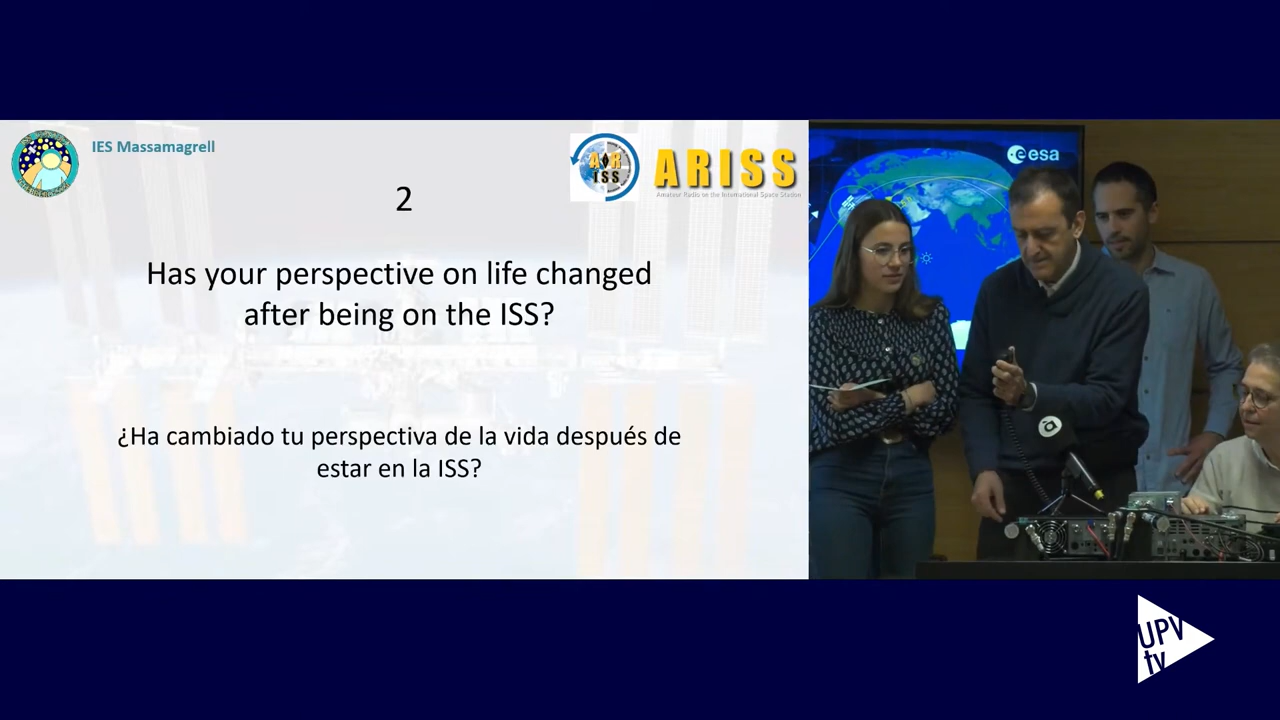 IES Massamagrell
ARISS
ARISS
Amateur Radio on the International Space Station
2
Has your perspective on life changed
after being on the ISS?
¿Ha cambiado tu perspectiva de la vida después de
estar en la ISS?
esa
UPV
tv